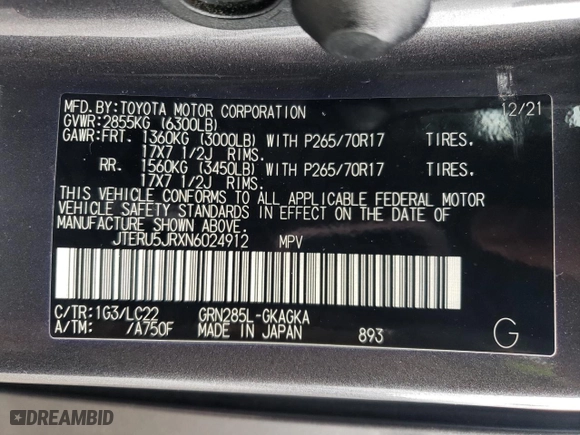 MFD. BY: TOYOTA MOTOR CORPORATION 12/21
GVWR: 2855KG (6300LB)
GAWR: FRT. 1360KG (3000LB) WITH P265/70R17 TIRES.
17X7 1/2J RIMS.
RR. 1560KG (3450LB) WITH P265/70R17 TIRES.
17X7 1/2J RIMS.
THIS VEHICLE CONFORMS TO ALL APPLICABLE FEDERAL MOTOR
VEHICLE SAFETY STANDARDS IN EFFECT ON THE DATE OF
MANUFACTURE SHOWN ABOVE.
JTERU5JRXN6024912 MPV
C/TR: 1G3/LC22 GRN285L-GKAGKA
A/TM: /A750F MADE IN JAPAN 893 G
DREAMBID